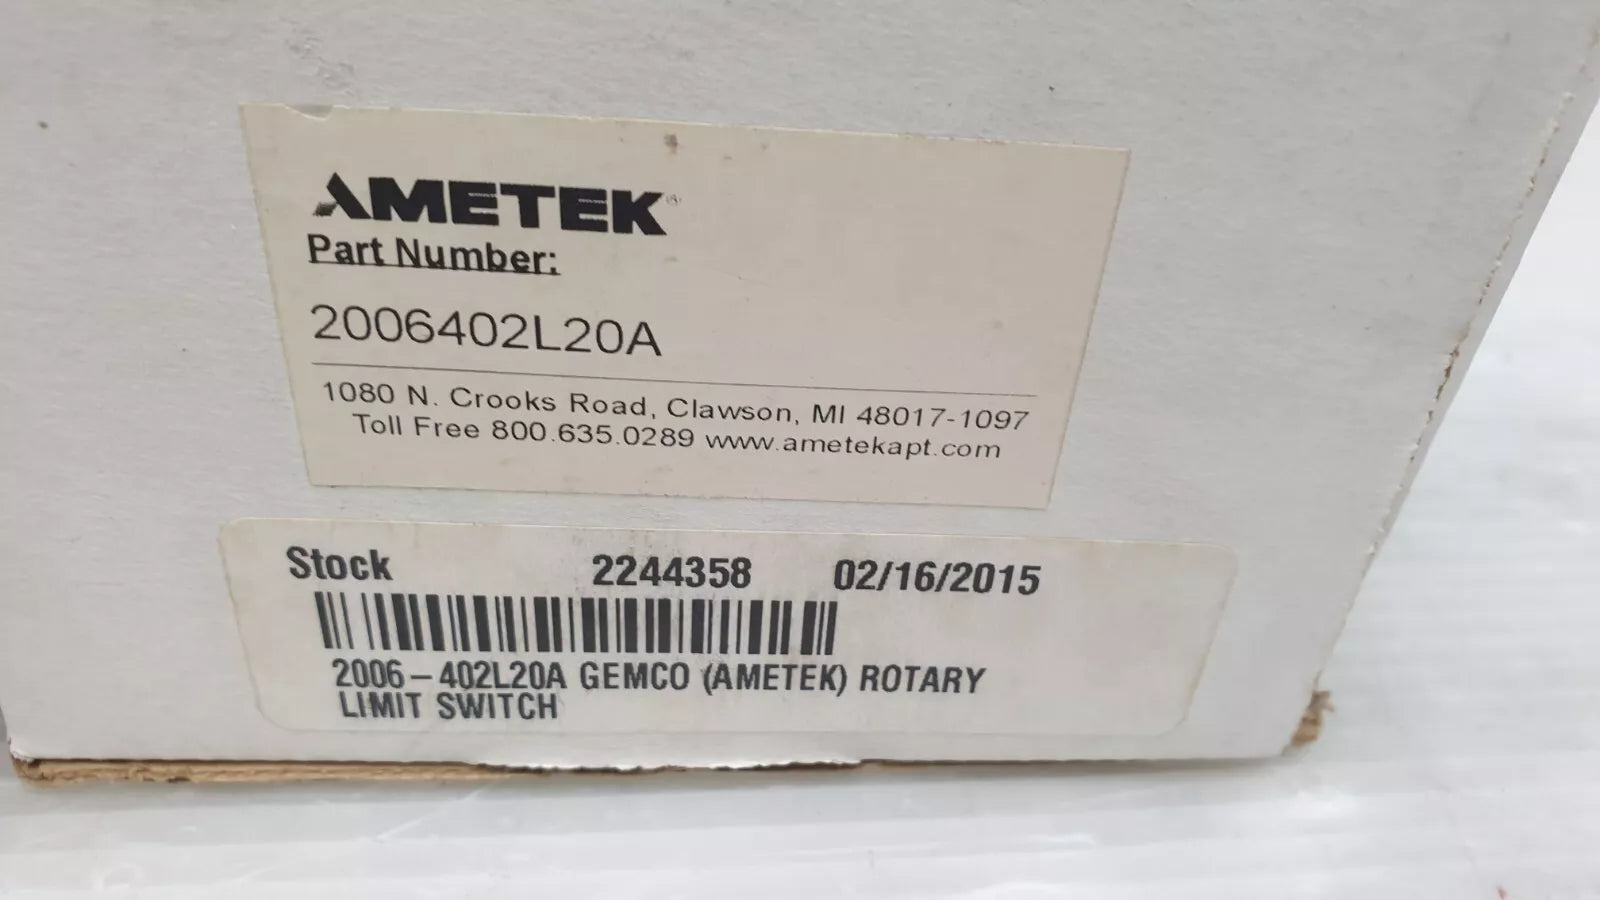 AMETEK®
Part Number:
2006402L20A
1080 N. Crooks Road, Clawson, MI 48017-1097
Toll Free 800.635.0289 www.ametekapt.com
Stock 2244358 02/16/2015
2006-402L20A GEMCO (AMETEK) ROTARY
LIMIT SWITCH